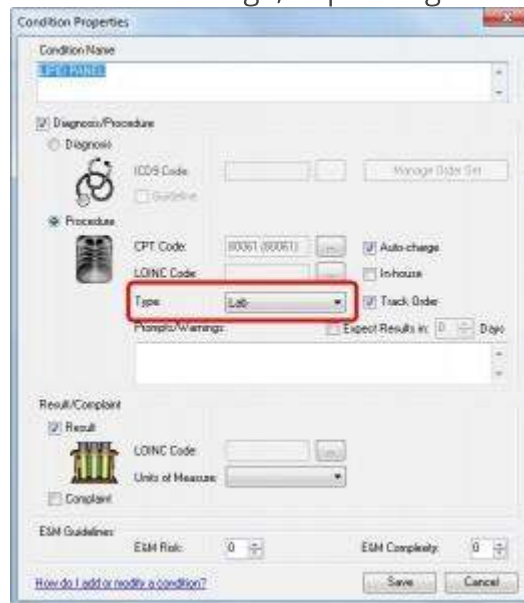 Condition Properties
Condition Name
LIPID PANEL
Diagnosis/Procedure
Diagnosis
ICD9 Code
Manage Order Set
Guideline
Procedure
CPT Code: 80061 (80061) ... Auto-charge
LOINC Code ... In-house
Type Lab Track Order
Prompts/Warnings: Expect Results in: 0 Days
Result/Complaint
Result
LOINC Code ...
Units of Measure
Complaint
E&M Guidelines
E&M Risk: 0 E&M Complexity: 0
How do I add or modify a condition? Save Cancel